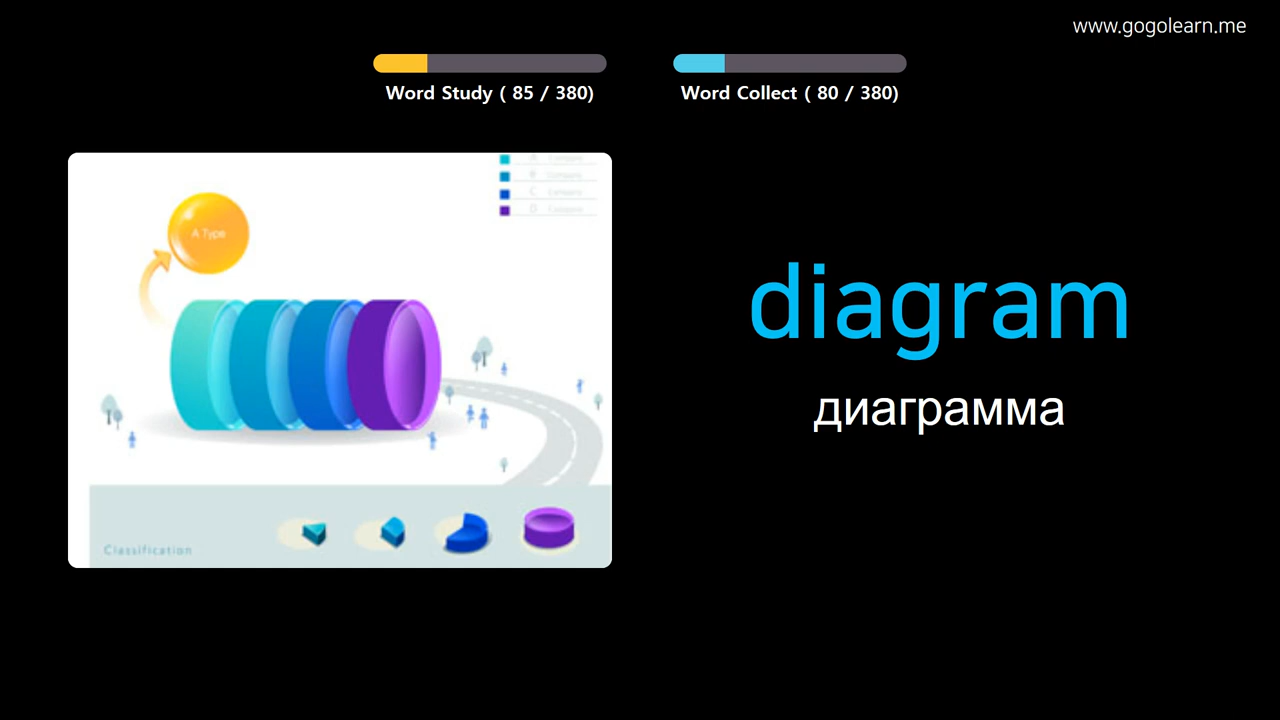 www.gogolearn.me
Word Study ( 85 / 380)
Word Collect ( 80 / 380)
A Type
diagram
диаграмма
Classification